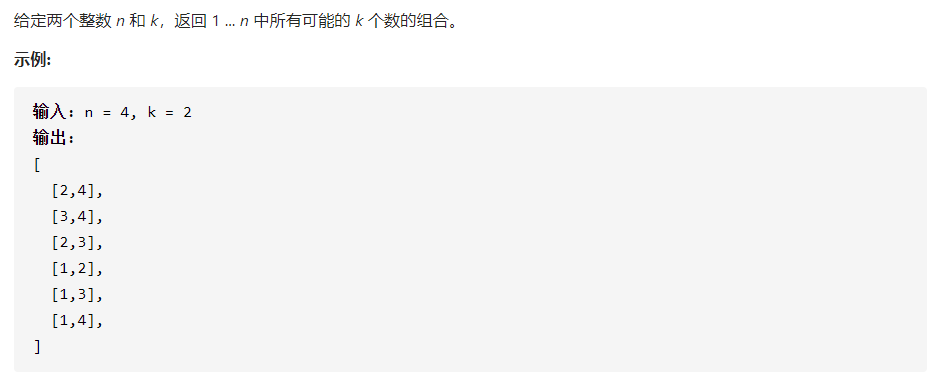 给定两个整数 n 和 k，返回 1 ... n 中所有可能的 k 个数的组合。
示例:
输入: n = 4, k = 2
输出:
[
  [2,4],
  [3,4],
  [2,3],
  [1,2],
  [1,3],
  [1,4],
]